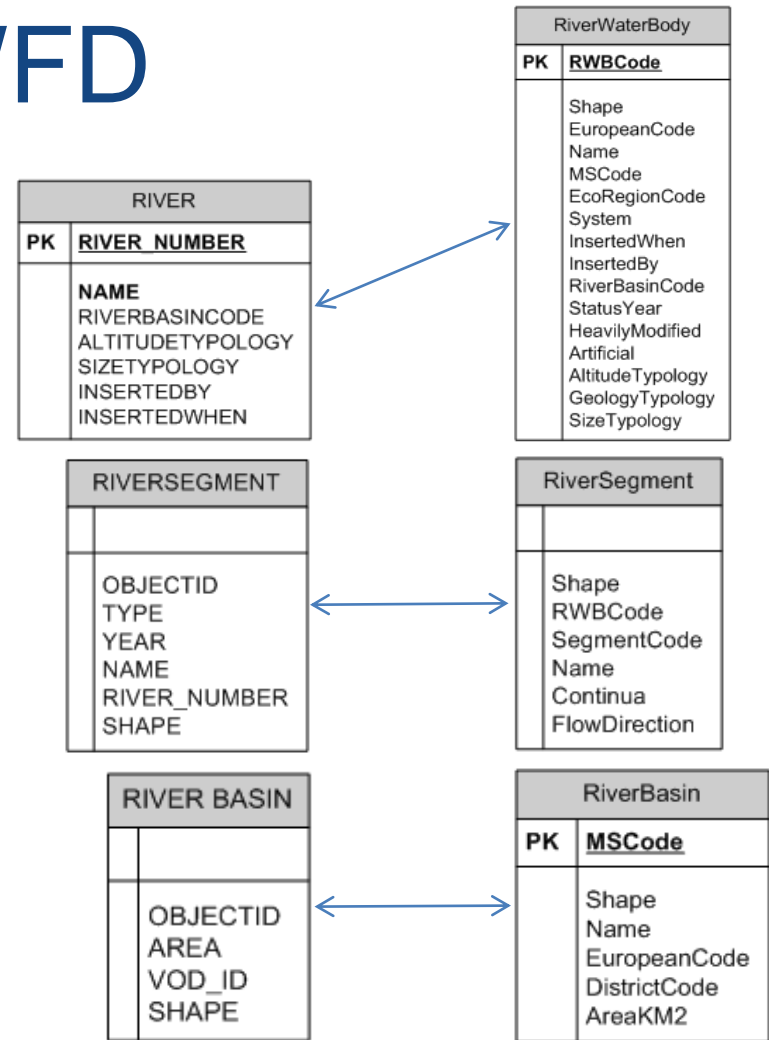 WFD
RIVER
PK RIVER_NUMBER
NAME
RIVERBASINCODE
ALTITUDETYPOLOGY
SIZETYPOLOGY
INSERTEDBY
INSERTEDWHEN
RiverWaterBody
PK RWBCode
Shape
EuropeanCode
Name
MSCode
EcoRegionCode
System
InsertedWhen
InsertedBy
RiverBasinCode
StatusYear
HeavilyModified
Artificial
AltitudeTypology
GeologyTypology
SizeTypology
RIVERSEGMENT
OBJECTID
TYPE
YEAR
NAME
RIVER_NUMBER
SHAPE
RiverSegment
Shape
RWBCode
SegmentCode
Name
Continua
FlowDirection
RIVER BASIN
OBJECTID
AREA
VOD_ID
SHAPE
RiverBasin
PK MSCode
Shape
Name
EuropeanCode
DistrictCode
AreaKM2